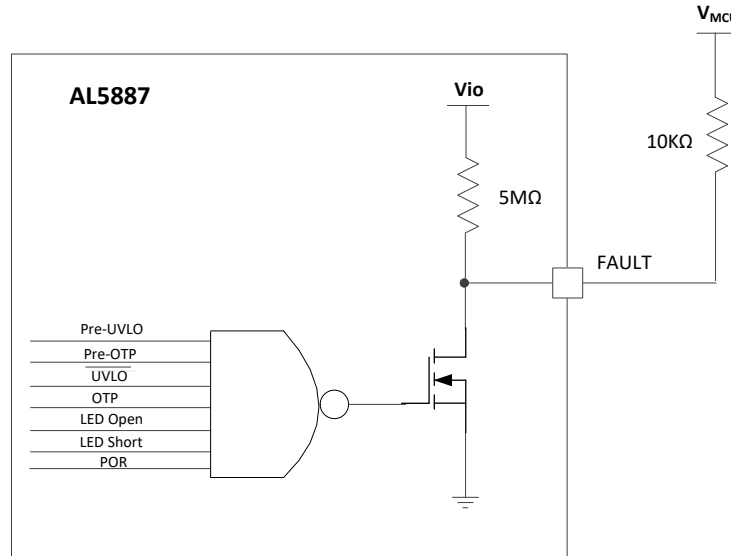 V_MCU
AL5887
Vio
10KΩ
5MΩ
FAULT
Pre-UVLO
Pre-OTP
UVLO
OTP
LED Open
LED Short
POR